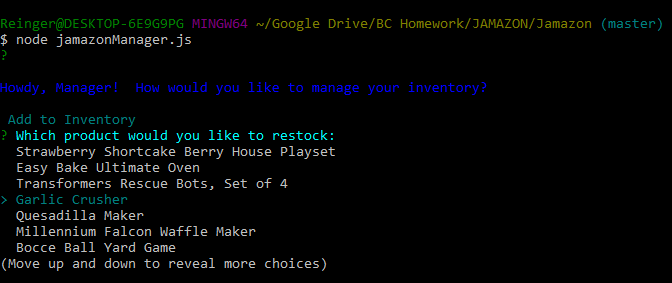 Reinger@DESKTOP-6E9G9PG MINGW64 ~/Google Drive/BC Homework/JAMAZON/Jamazon (master)
$ node jamazonManager.js
?
Howdy, Manager!  How would you like to manage your inventory?
Add to Inventory
? Which product would you like to restock:
Strawberry Shortcake Berry House Playset
Easy Bake Ultimate Oven
Transformers Rescue Bots, Set of 4
> Garlic Crusher
Quesadilla Maker
Millennium Falcon Waffle Maker
Bocce Ball Yard Game
(Move up and down to reveal more choices)